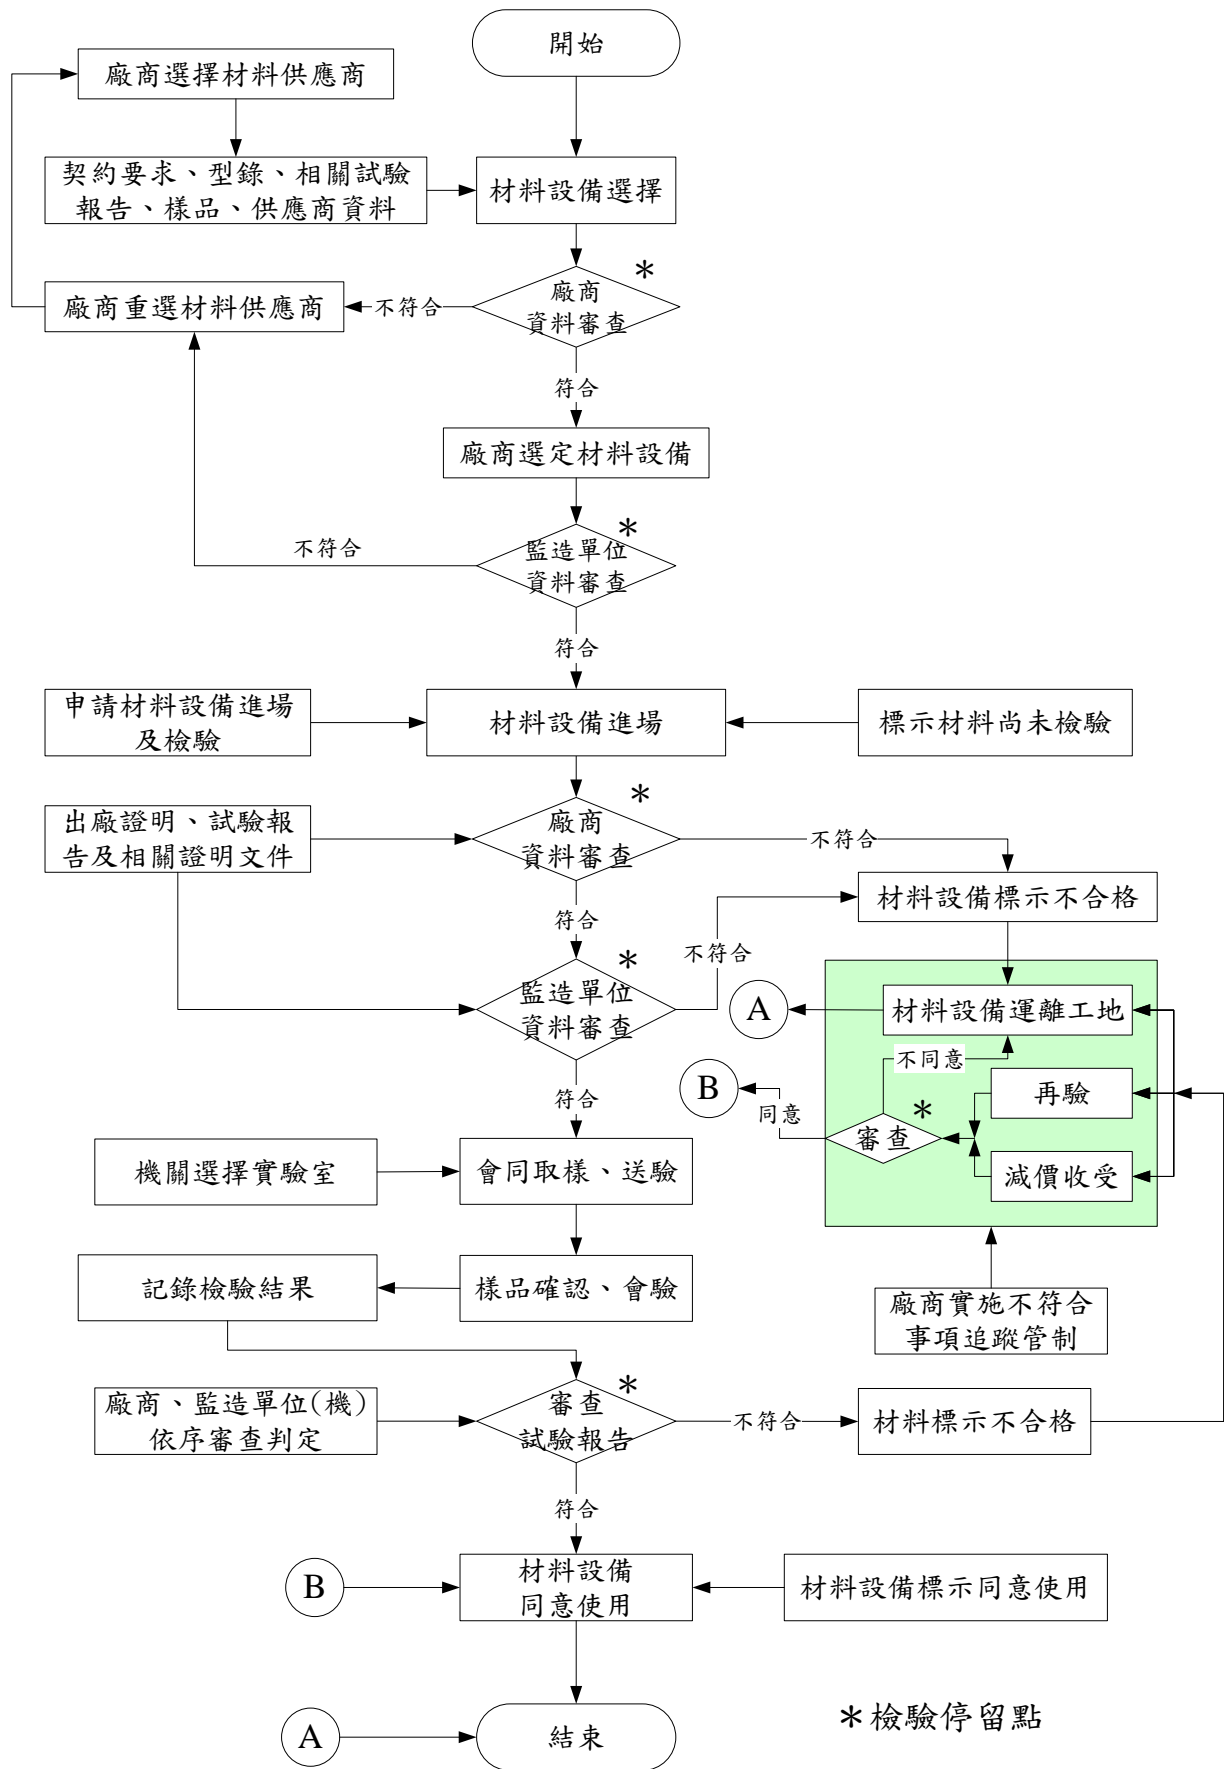 開始
廠商選擇材料供應商
契約要求、型錄、相關試驗
報告、樣品、供應商資料
材料設備選擇
*
廠商
資料審查
不符合
廠商重選材料供應商
符合
廠商選定材料設備
*
監造單位
資料審查
不符合
符合
申請材料設備進場
及檢驗
材料設備進場
標示材料尚未檢驗
*
出廠證明、試驗報
告及相關證明文件
廠商
資料審查
不符合
材料設備標示不合格
符合
不符合
*
監造單位
資料審查
A
材料設備運離工地
不同意
B
同意
再驗
*
審查
減價收受
符合
機關選擇實驗室
會同取樣、送驗
記錄檢驗結果
樣品確認、會驗
廠商實施不符合
事項追蹤管制
*
廠商、監造單位(機)
依序審查判定
審查
試驗報告
不符合
材料標示不合格
符合
B
材料設備
同意使用
材料設備標示同意使用
A
結束
*檢驗停留點